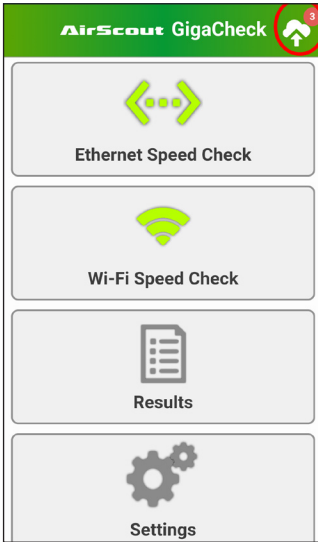 AirScout GigaCheck
3
Ethernet Speed Check
Wi-Fi Speed Check
Results
Settings